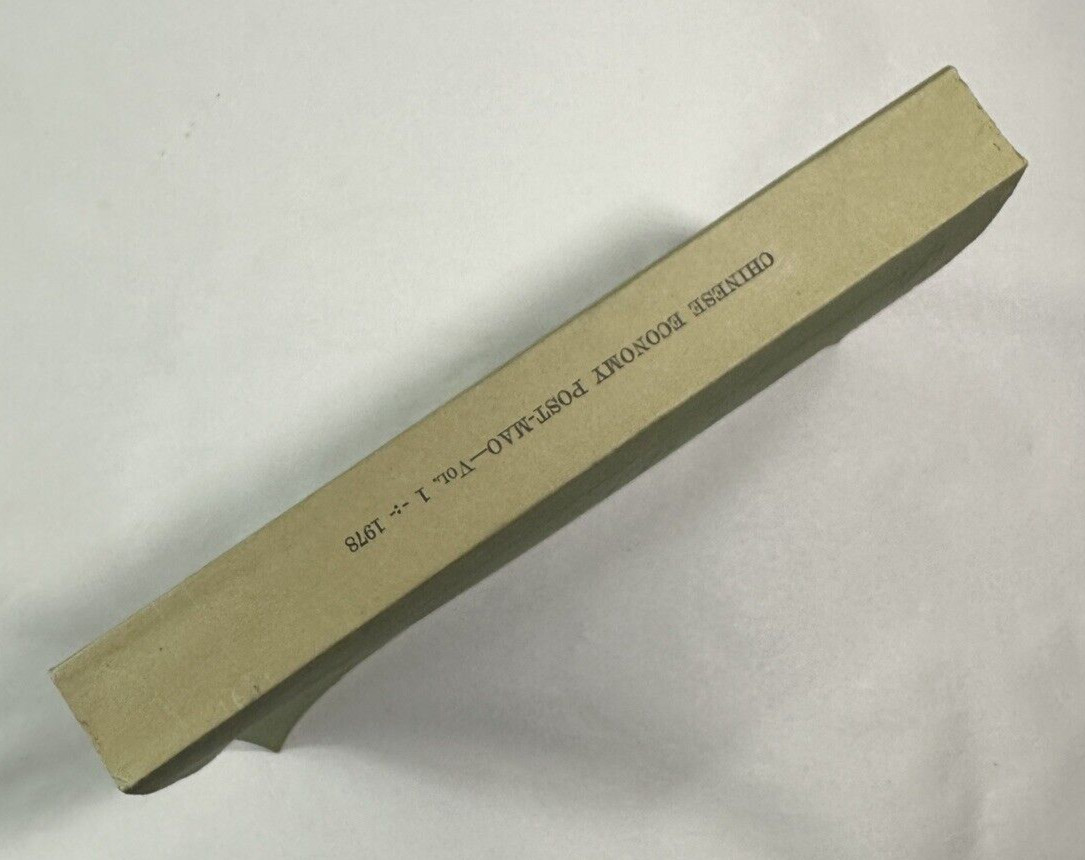 CHINESE ECONOMY POST-MAO—VOL. 1 -:- 1978